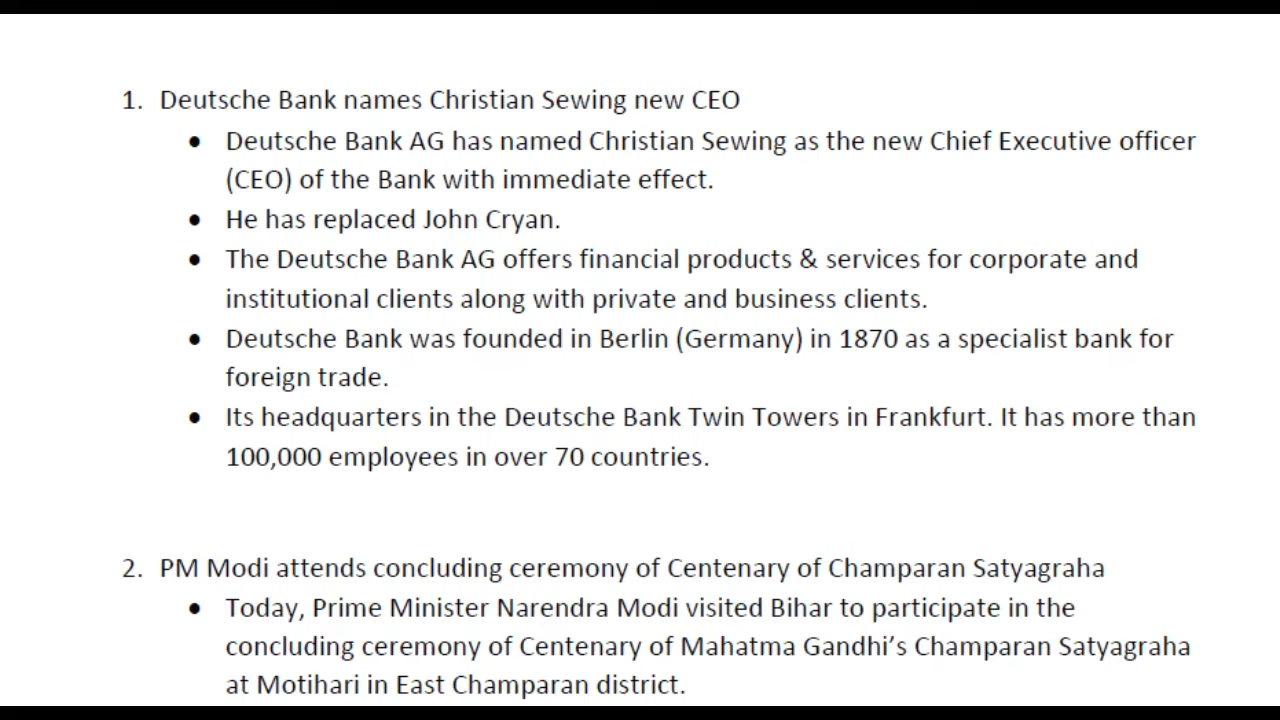 1. Deutsche Bank names Christian Sewing new CEO
• Deutsche Bank AG has named Christian Sewing as the new Chief Executive officer
(CEO) of the Bank with immediate effect.
• He has replaced John Cryan.
• The Deutsche Bank AG offers financial products & services for corporate and
institutional clients along with private and business clients.
• Deutsche Bank was founded in Berlin (Germany) in 1870 as a specialist bank for
foreign trade.
• Its headquarters in the Deutsche Bank Twin Towers in Frankfurt. It has more than
100,000 employees in over 70 countries.
2. PM Modi attends concluding ceremony of Centenary of Champaran Satyagraha
• Today, Prime Minister Narendra Modi visited Bihar to participate in the
concluding ceremony of Centenary of Mahatma Gandhi’s Champaran Satyagraha
at Motihari in East Champaran district.